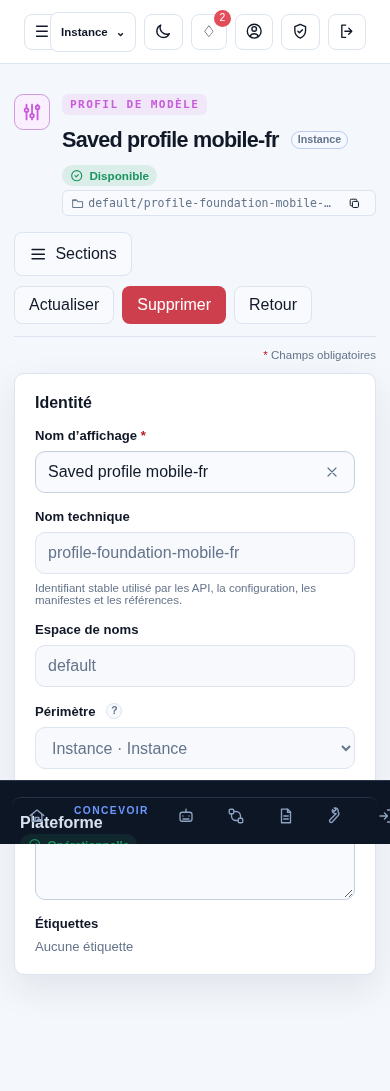 Instance
2
PROFIL DE MODÈLE
Saved profile mobile-fr
Instance
Disponible
default/profile-foundation-mobile-…
Sections
Actualiser
Supprimer
Retour
* Champs obligatoires
Identité
Nom d’affichage *
Saved profile mobile-fr
Nom technique
profile-foundation-mobile-fr
Identifiant stable utilisé par les API, la configuration, les
manifestes et les références.
Espace de noms
default
Périmètre ?
Instance · Instance
CONCEVOIR
Plateforme
Opérationnelle
Étiquettes
Aucune étiquette